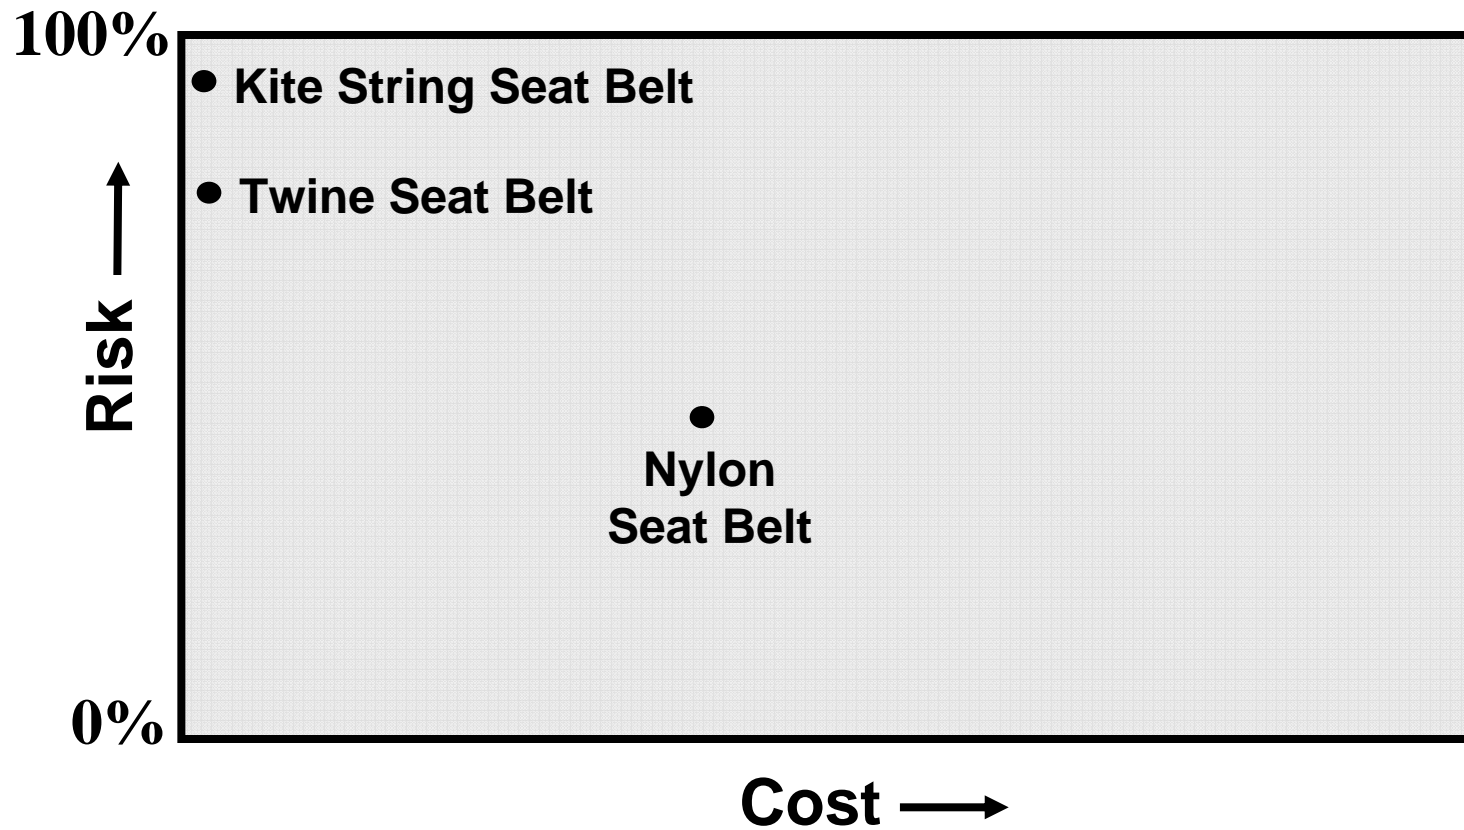 100%
Kite String Seat Belt
Twine Seat Belt
Risk
Nylon
Seat Belt
0%
Cost